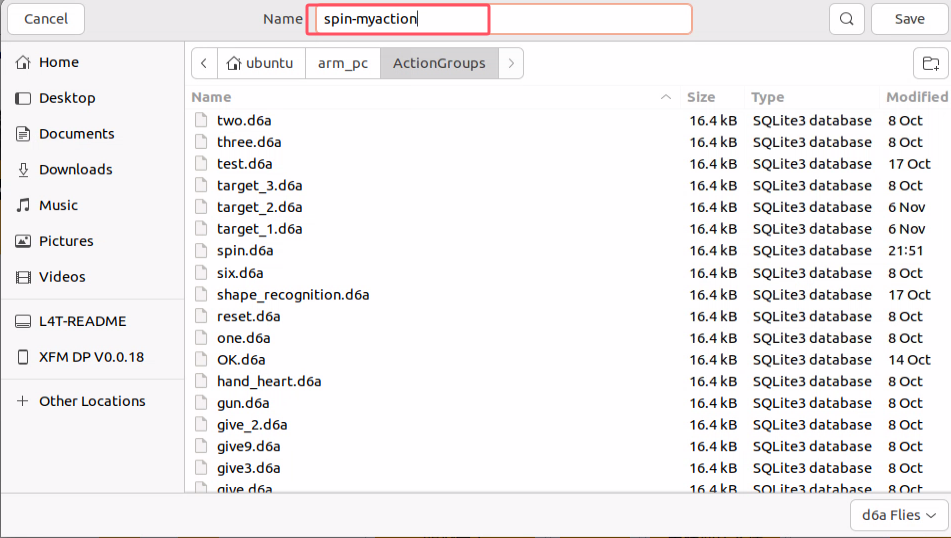 Cancel Name spin-myaction Save
Home
Desktop
Documents
Downloads
Music
Pictures
Videos
L4T-README
XFM DP V0.0.18
Other Locations
ubuntu arm_pc ActionGroups
Name Size Type Modified
two.d6a 16.4 kB SQLite3 database 8 Oct
three.d6a 16.4 kB SQLite3 database 8 Oct
test.d6a 16.4 kB SQLite3 database 17 Oct
target_3.d6a 16.4 kB SQLite3 database 8 Oct
target_2.d6a 16.4 kB SQLite3 database 6 Nov
target_1.d6a 16.4 kB SQLite3 database 6 Nov
spin.d6a 16.4 kB SQLite3 database 21:51
six.d6a 16.4 kB SQLite3 database 8 Oct
shape_recognition.d6a 16.4 kB SQLite3 database 17 Oct
reset.d6a 16.4 kB SQLite3 database 8 Oct
one.d6a 16.4 kB SQLite3 database 8 Oct
OK.d6a 16.4 kB SQLite3 database 14 Oct
hand_heart.d6a 16.4 kB SQLite3 database 8 Oct
gun.d6a 16.4 kB SQLite3 database 8 Oct
give_2.d6a 16.4 kB SQLite3 database 8 Oct
give9.d6a 16.4 kB SQLite3 database 8 Oct
give3.d6a 16.4 kB SQLite3 database 8 Oct
give.d6a 16.4 kB SQLite3 database 8 Oct
d6a Flies